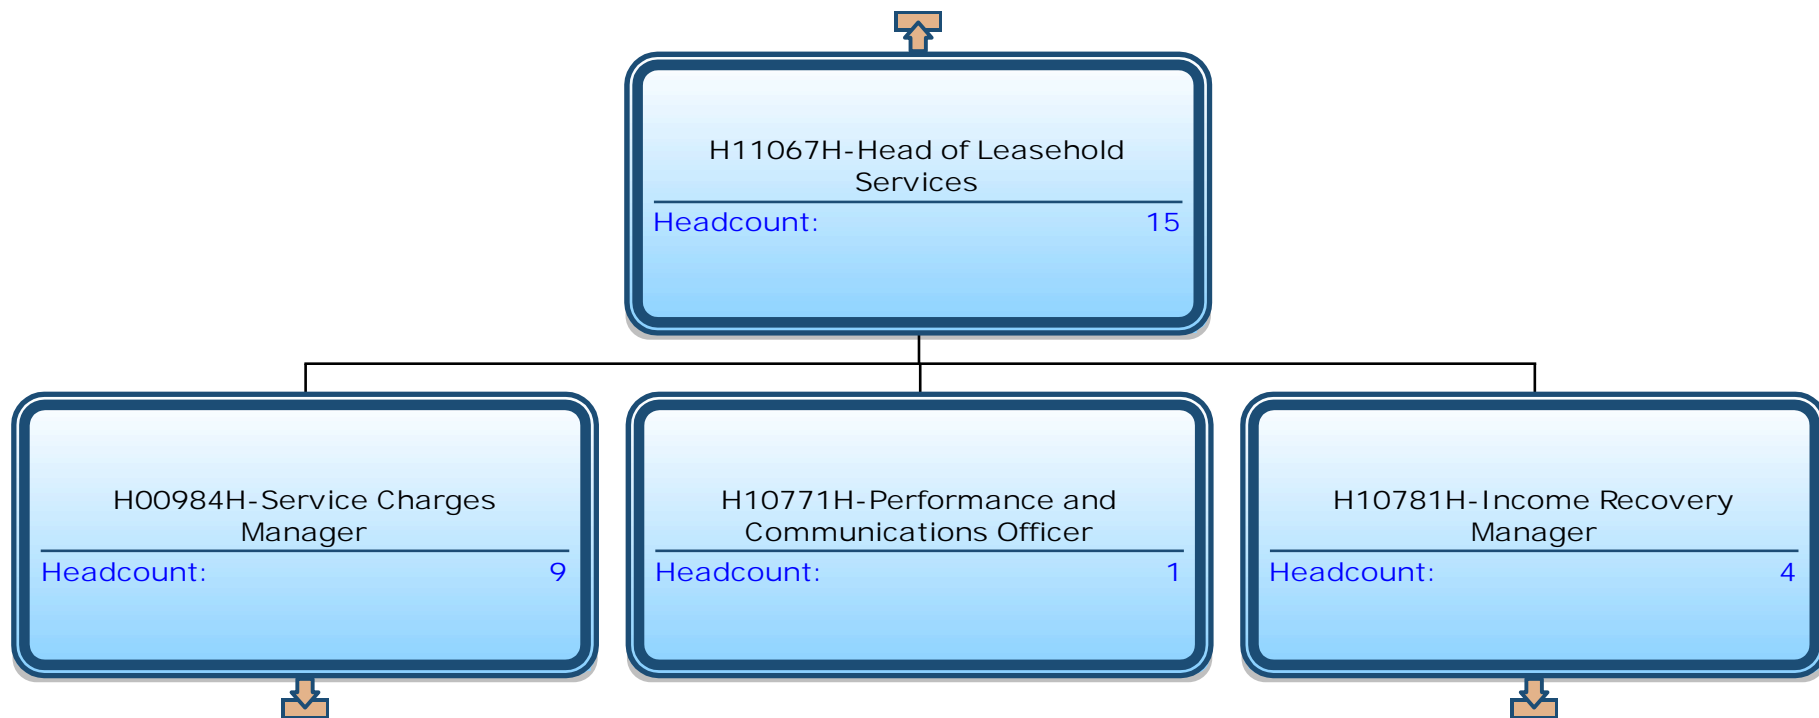 H11067H-Head of Leasehold
Services
Headcount: 15
H00984H-Service Charges
Manager
Headcount: 9
H10771H-Performance and
Communications Officer
Headcount: 1
H10781H-Income Recovery
Manager
Headcount: 4